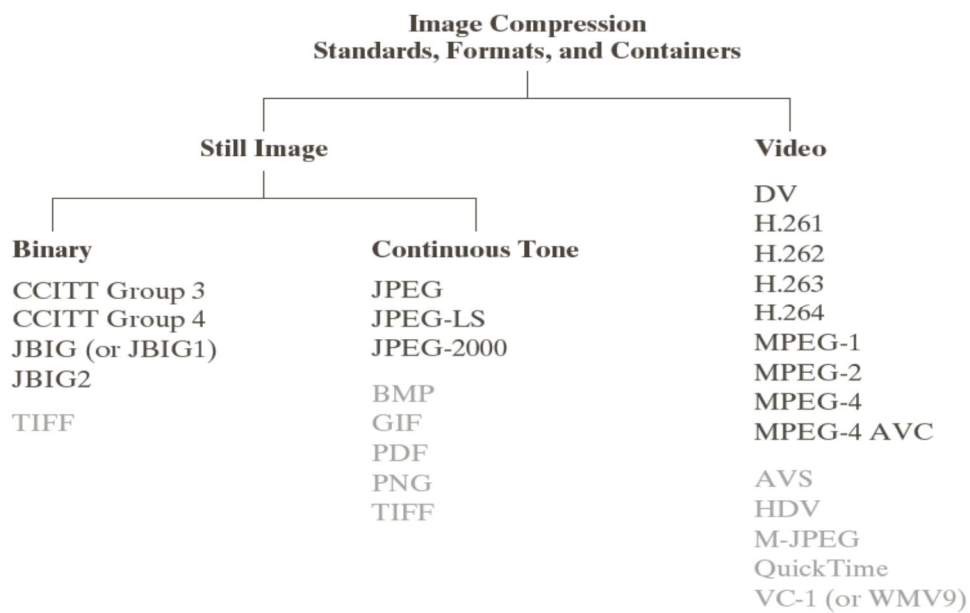 Image Compression
Standards, Formats, and Containers
Still Image
Video
Binary
CCITT Group 3
CCITT Group 4
JBIG (or JBIG1)
JBIG2
TIFF
Continuous Tone
JPEG
JPEG-LS
JPEG-2000
BMP
GIF
PDF
PNG
TIFF
DV
H.261
H.262
H.263
H.264
MPEG-1
MPEG-2
MPEG-4
MPEG-4 AVC
AVS
HDV
M-JPEG
QuickTime
VC-1 (or WMV9)